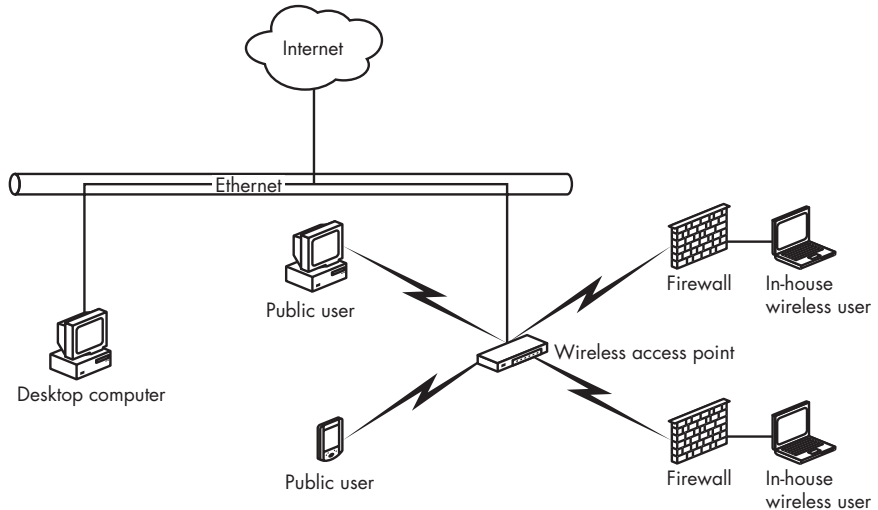 Internet
Ethernet
Public user
Firewall
In-house
wireless user
Wireless access point
Desktop computer
Public user
Firewall
In-house
wireless user